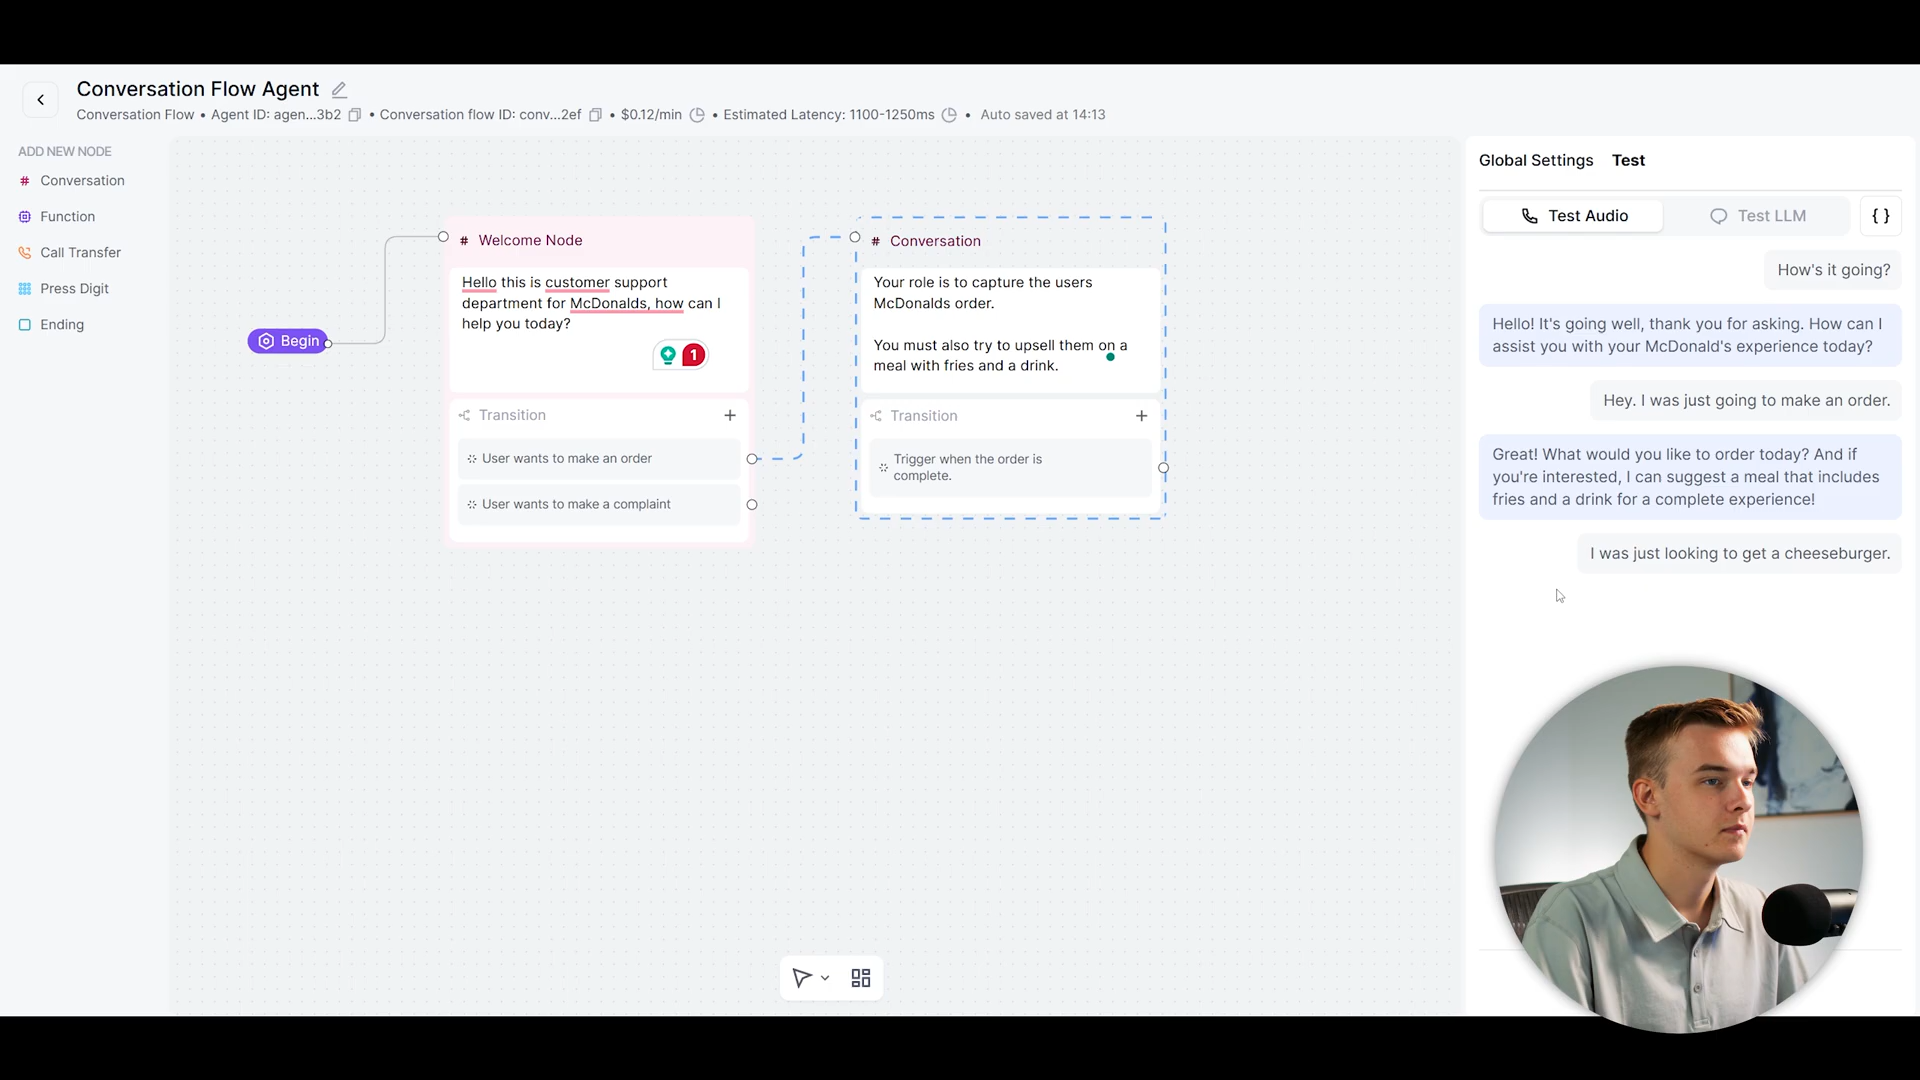 Conversation Flow Agent
Conversation Flow • Agent ID: agen...3b2 • Conversation flow ID: conv...2ef • $0.12/min • Estimated Latency: 1100-1250ms • Auto saved at 14:13
ADD NEW NODE
# Conversation
Function
Call Transfer
Press Digit
Ending
Begin
# Welcome Node
Hello this is customer support
department for McDonalds, how can I
help you today?
1
Transition +
User wants to make an order
User wants to make a complaint
# Conversation
Your role is to capture the users
McDonalds order.
You must also try to upsell them on a
meal with fries and a drink.
Transition +
Trigger when the order is
complete.
Global Settings Test
Test Audio Test LLM { }
How's it going?
Hello! It's going well, thank you for asking. How can I
assist you with your McDonald's experience today?
Hey. I was just going to make an order.
Great! What would you like to order today? And if
you're interested, I can suggest a meal that includes
fries and a drink for a complete experience!
I was just looking to get a cheeseburger.